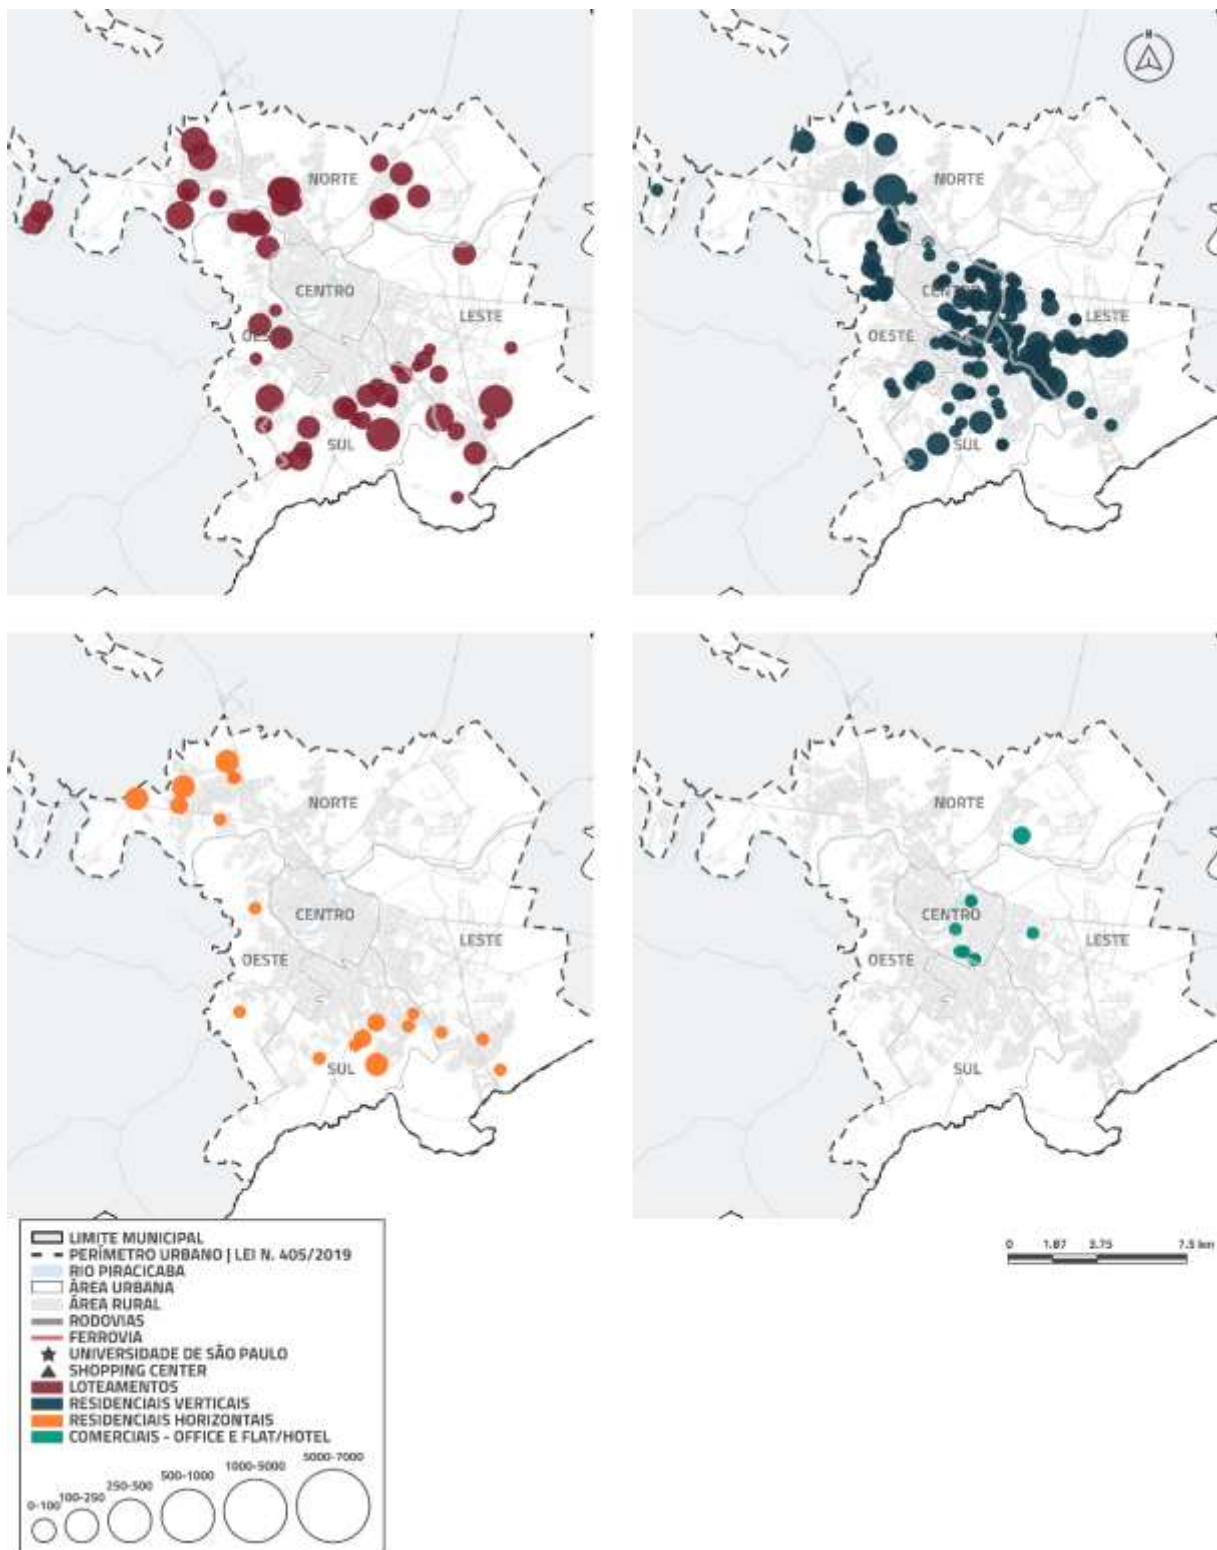 NORTE
CENTRO
LESTE
OESTE
SUL
N
NORTE
CENTRO
LESTE
OESTE
SUL
NORTE
CENTRO
LESTE
OESTE
SUL
NORTE
CENTRO
LESTE
OESTE
SUL
LIMITE MUNICIPAL
PERÍMETRO URBANO | LEI N. 405/2019
RIO PIRACICABA
ÁREA URBANA
ÁREA RURAL
RODOVIAS
FERROVIA
UNIVERSIDADE DE SÃO PAULO
SHOPPING CENTER
LOTEAMENTOS
RESIDENCIAIS VERTICAIS
RESIDENCIAIS HORIZONTAIS
COMERCIAIS - OFFICE E FLAT/HOTEL
0-100 100-250 250-500 500-1000 1000-5000 5000-7000
0 1.87 3.75 7.5 km